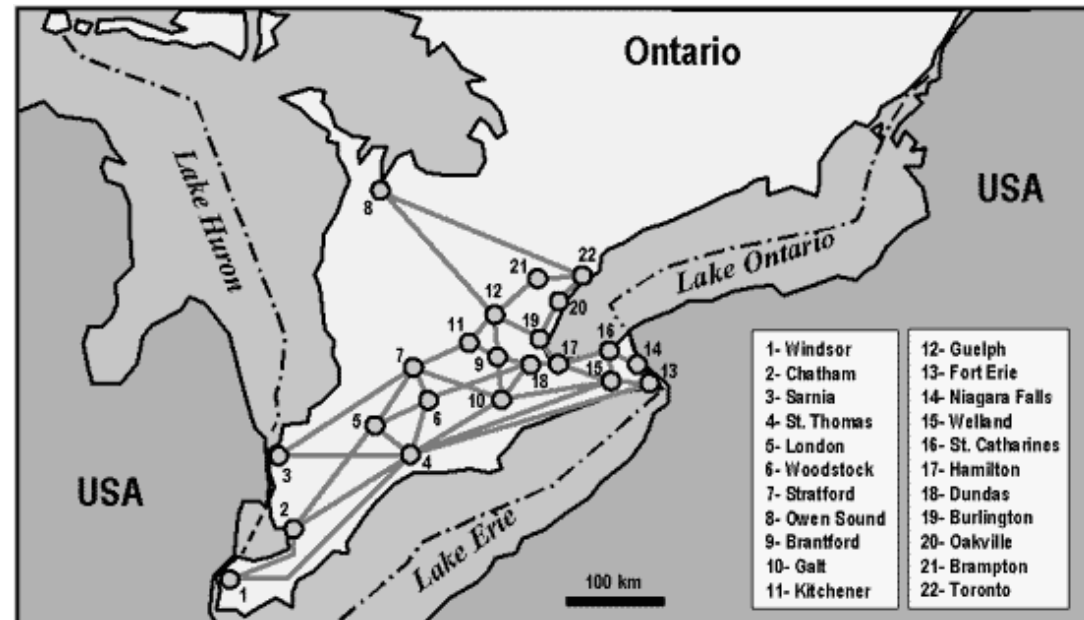 Ontario
USA
Lake Huron
Lake Ontario
8
22
21
12
20
19
16
11
7
9
17
14
18
13
15
10
6
5
4
3
USA
2
Lake Erie
1
100 km
1- Windsor
2- Chatham
3- Sarnia
4- St. Thomas
5- London
6- Woodstock
7- Stratford
8- Owen Sound
9- Brantford
10- Galt
11- Kitchener
12- Guelph
13- Fort Erie
14- Niagara Falls
15- Welland
16- St. Catharines
17- Hamilton
18- Dundas
19- Burlington
20- Oakville
21- Brampton
22- Toronto